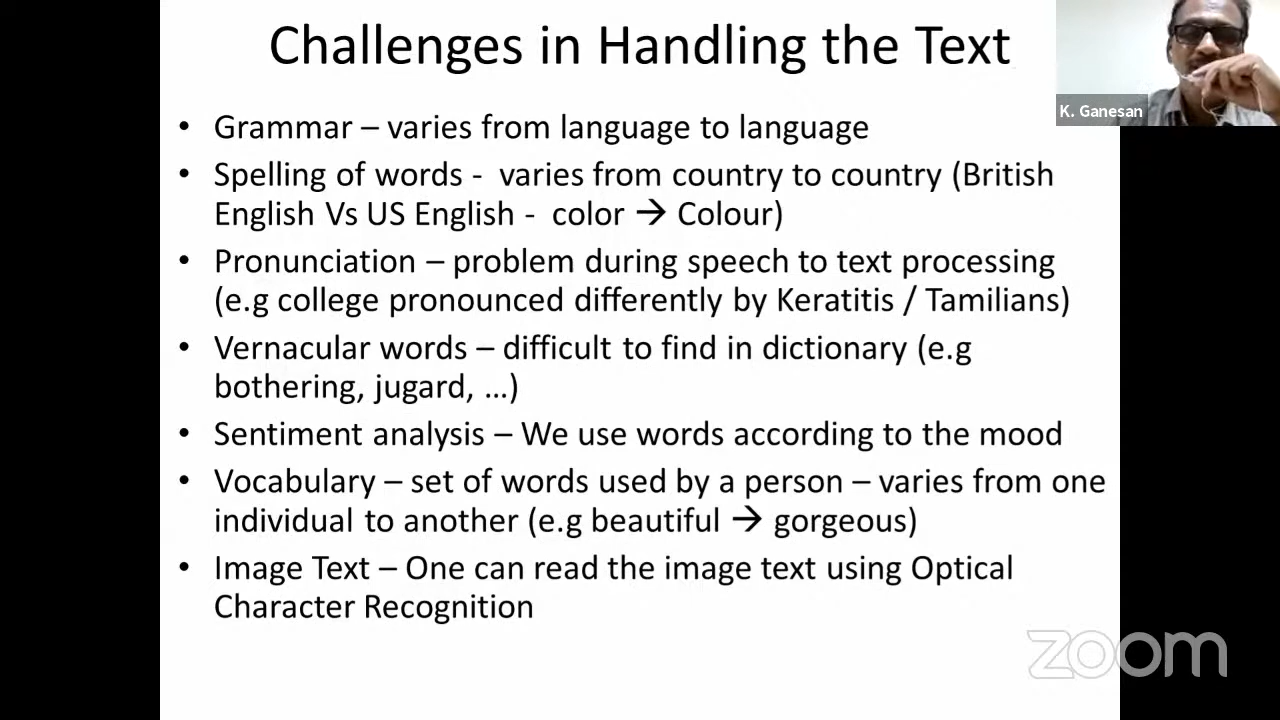 Challenges in Handling the Text
K. Ganesan
• Grammar – varies from language to language
• Spelling of words -  varies from country to country (British
English Vs US English -  color → Colour)
• Pronunciation – problem during speech to text processing
(e.g college pronounced differently by Keratitis / Tamilians)
• Vernacular words – difficult to find in dictionary (e.g
bothering, jugard, …)
• Sentiment analysis – We use words according to the mood
• Vocabulary – set of words used by a person – varies from one
individual to another (e.g beautiful → gorgeous)
• Image Text – One can read the image text using Optical
Character Recognition
zoom